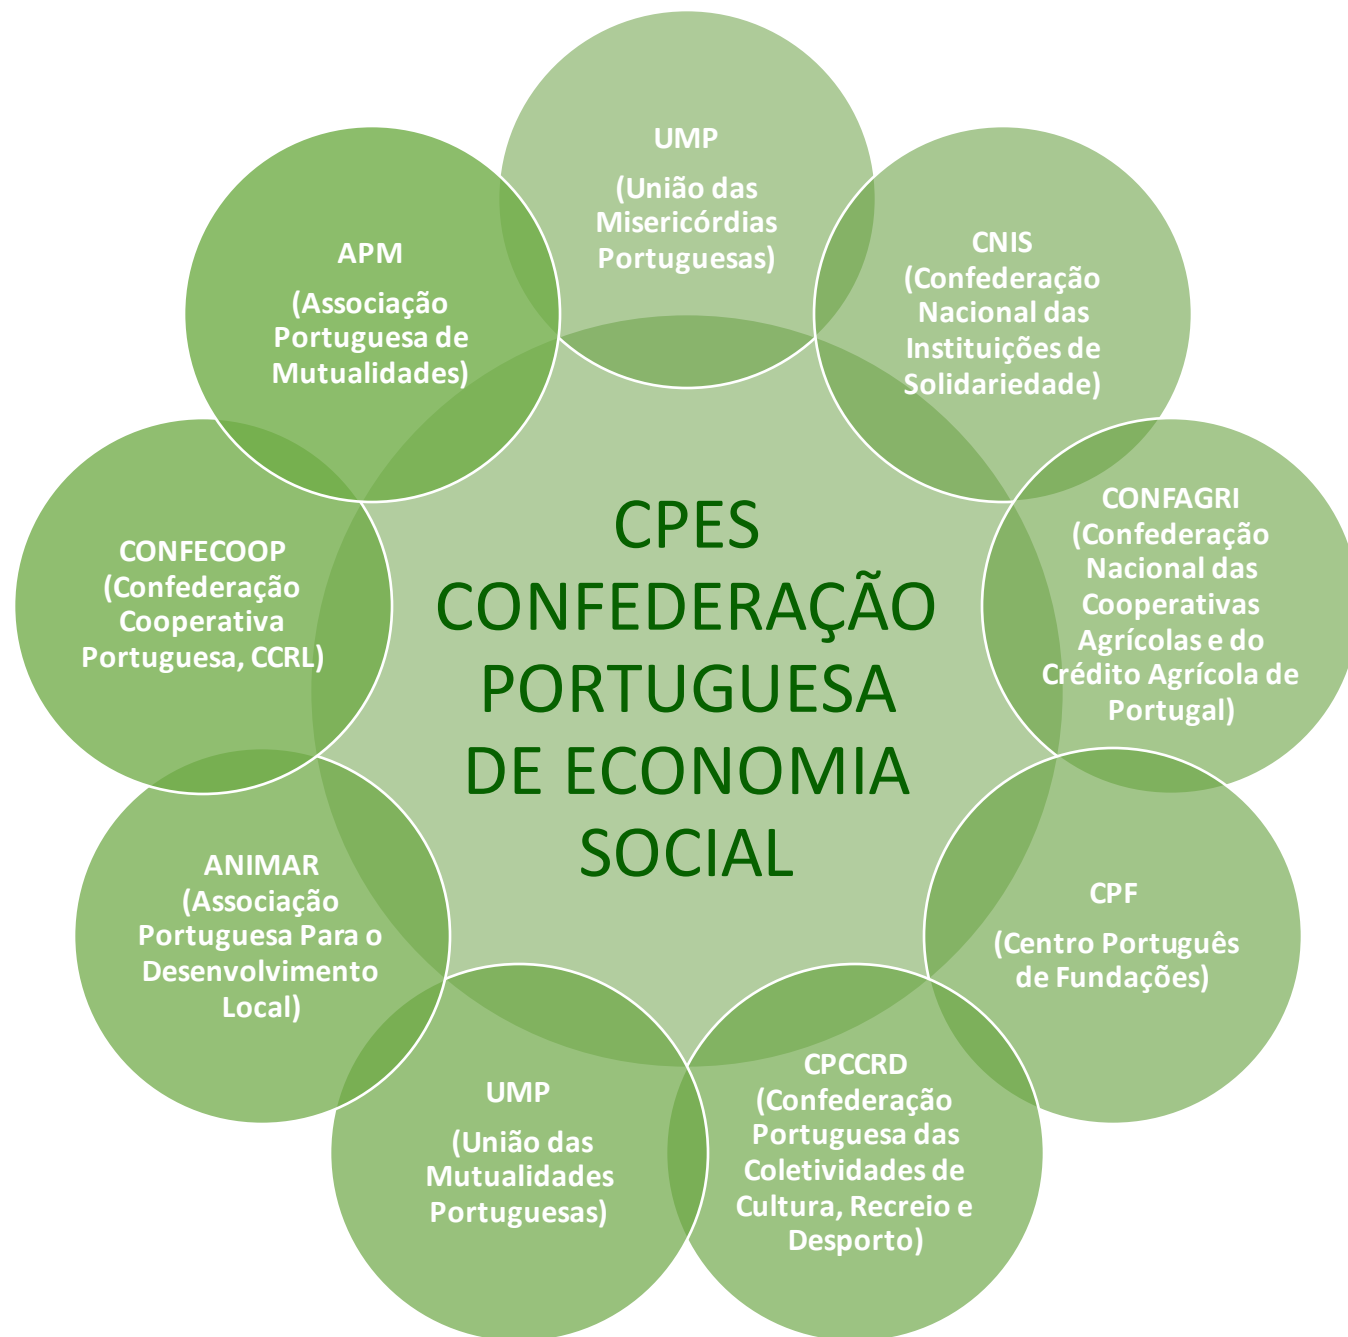 UMP
(União das
Misericórdias
Portuguesas)
CNIS
(Confederação
Nacional das
Instituições de
Solidariedade)
CONFAGRI
(Confederação
Nacional das
Cooperativas
Agrícolas e do
Crédito Agrícola de
Portugal)
CPF
(Centro Português
de Fundações)
CPCCRD
(Confederação
Portuguesa das
Coletividades de
Cultura, Recreio e
Desporto)
UMP
(União das
Mutualidades
Portuguesas)
ANIMAR
(Associação
Portuguesa Para o
Desenvolvimento
Local)
CONFECOOP
(Confederação
Cooperativa
Portuguesa, CCRL)
APM
(Associação
Portuguesa de
Mutualidades)
CPES
CONFEDERAÇÃO
PORTUGUESA
DE ECONOMIA
SOCIAL